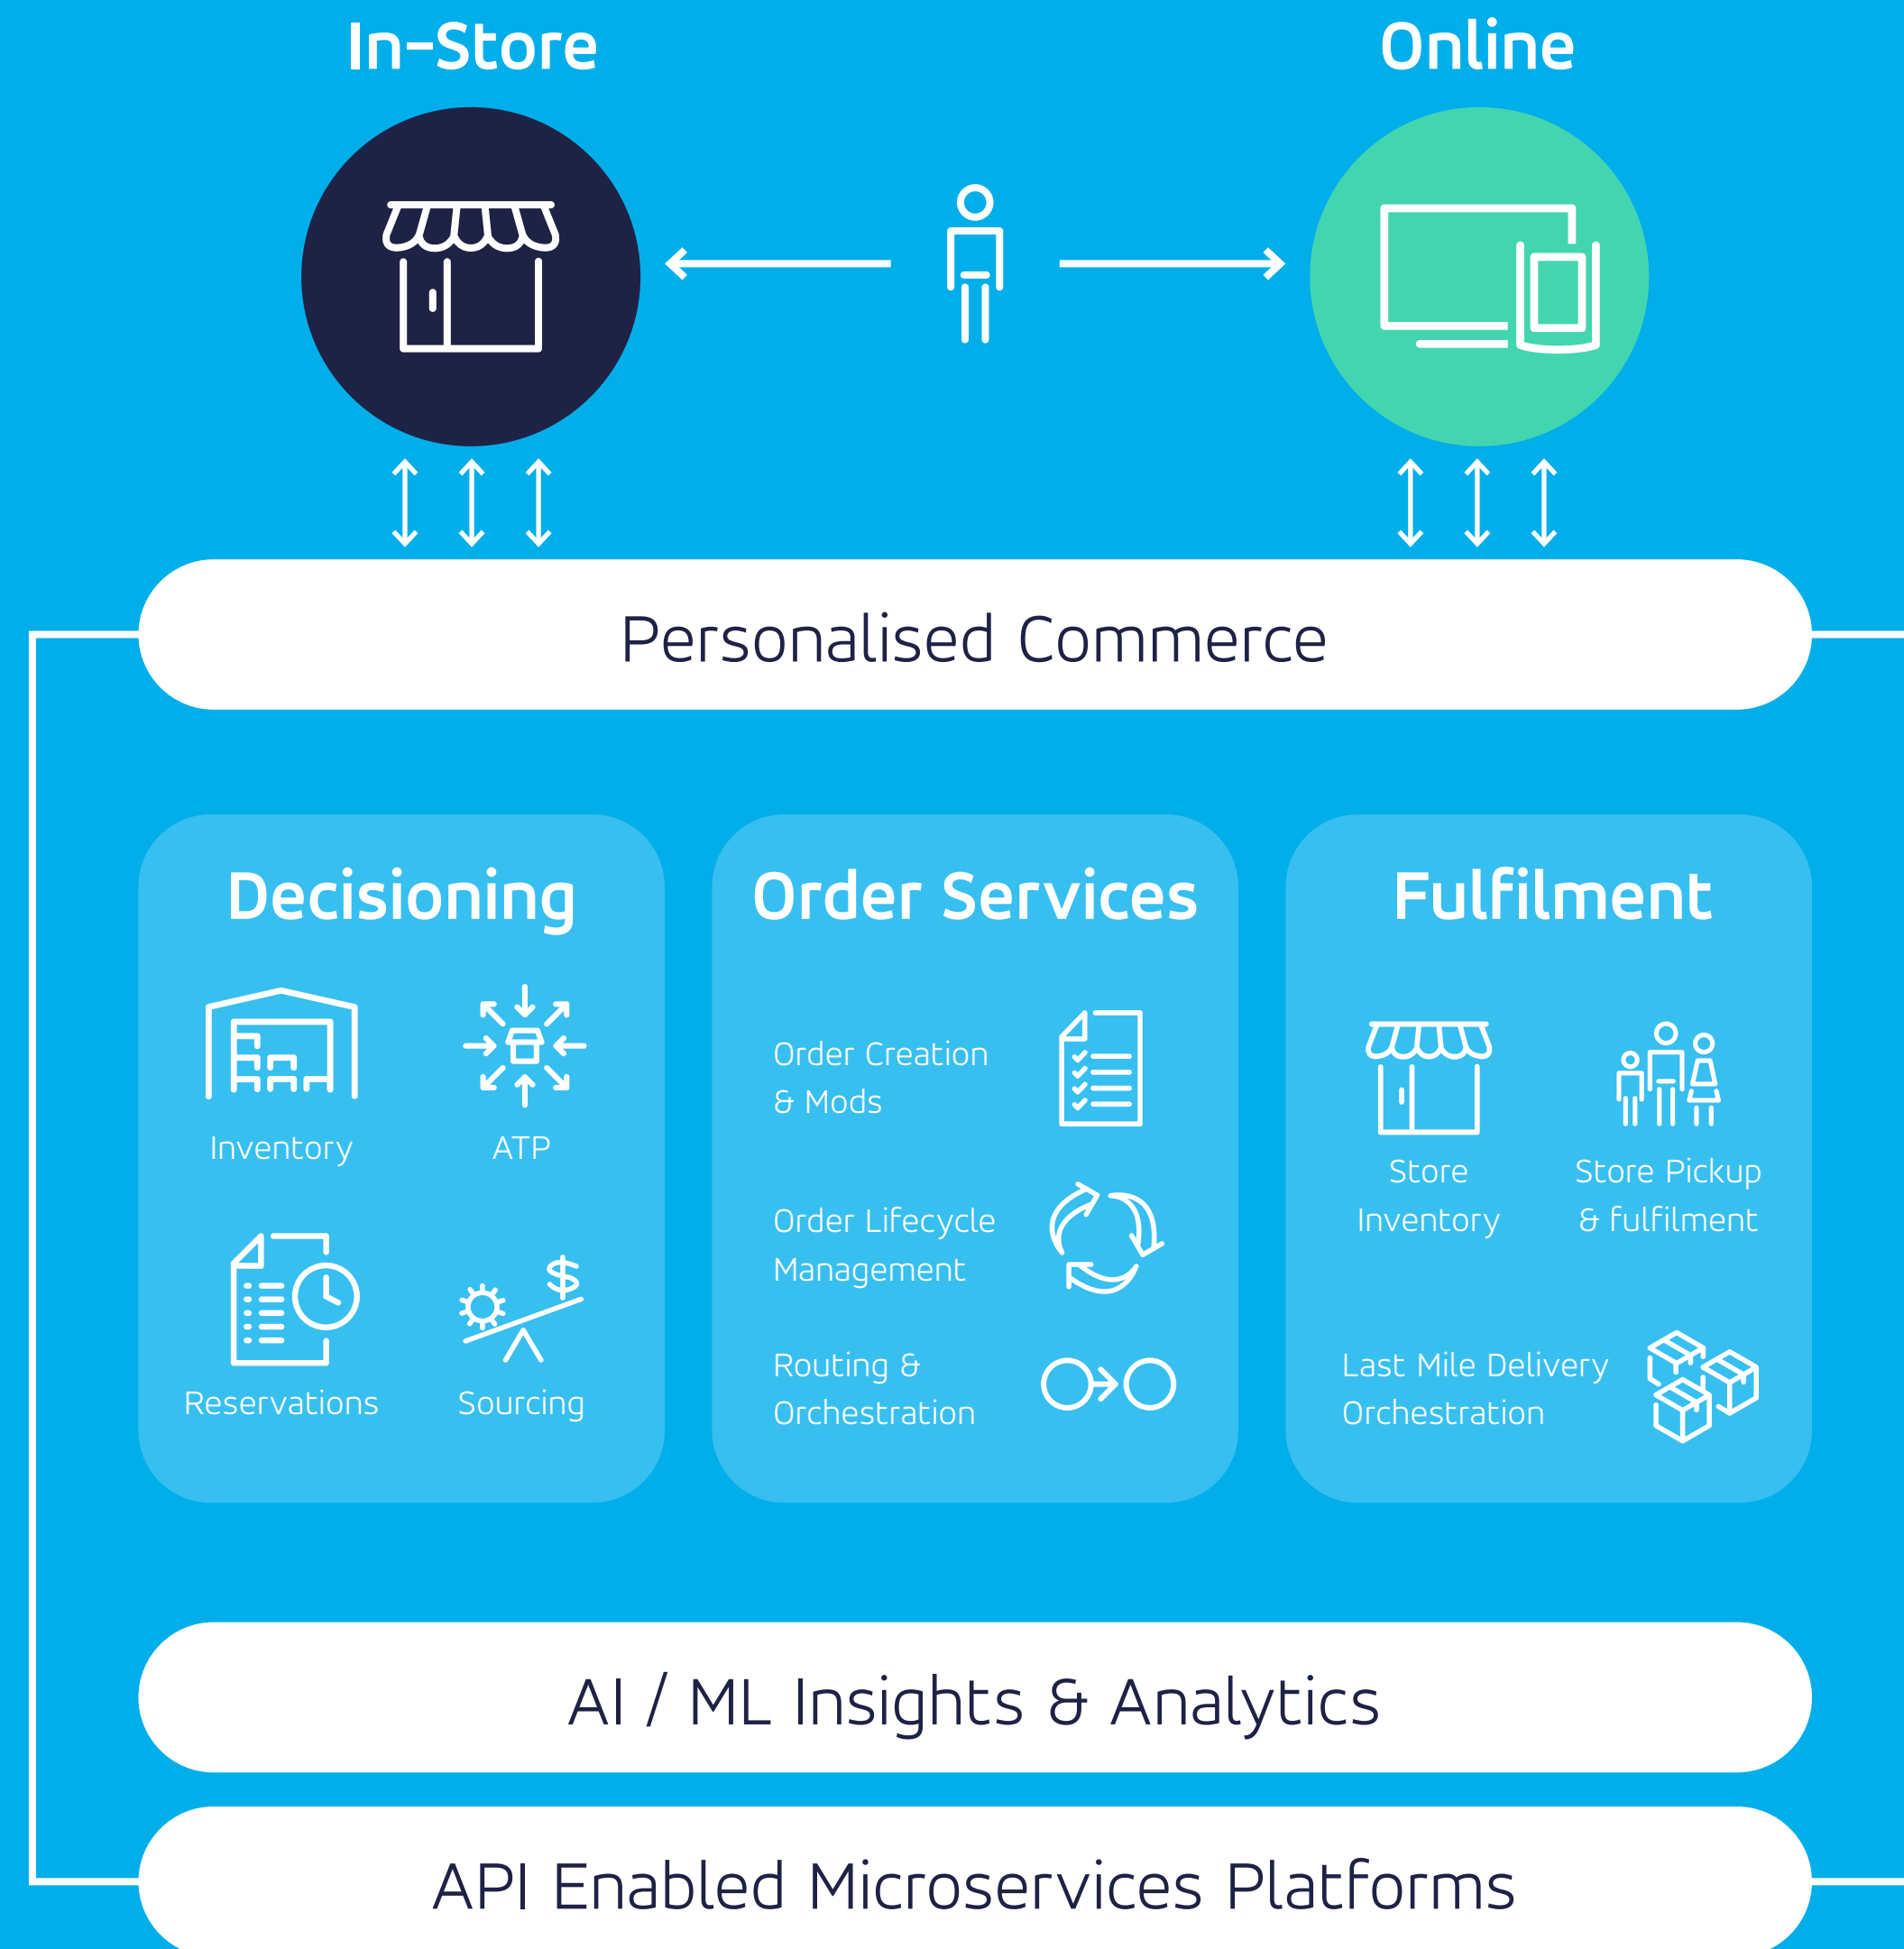 In-Store
Online
Personalised Commerce
Decisioning
Inventory
ATP
Reservations
Sourcing
Order Services
Order Creation
& Mods
Order Lifecycle
Management
Routing &
Orchestration
Fulfilment
Store
Inventory
Store Pickup
& fulfilment
Last Mile Delivery
Orchestration
AI / ML Insights & Analytics
API Enabled Microservices Platforms